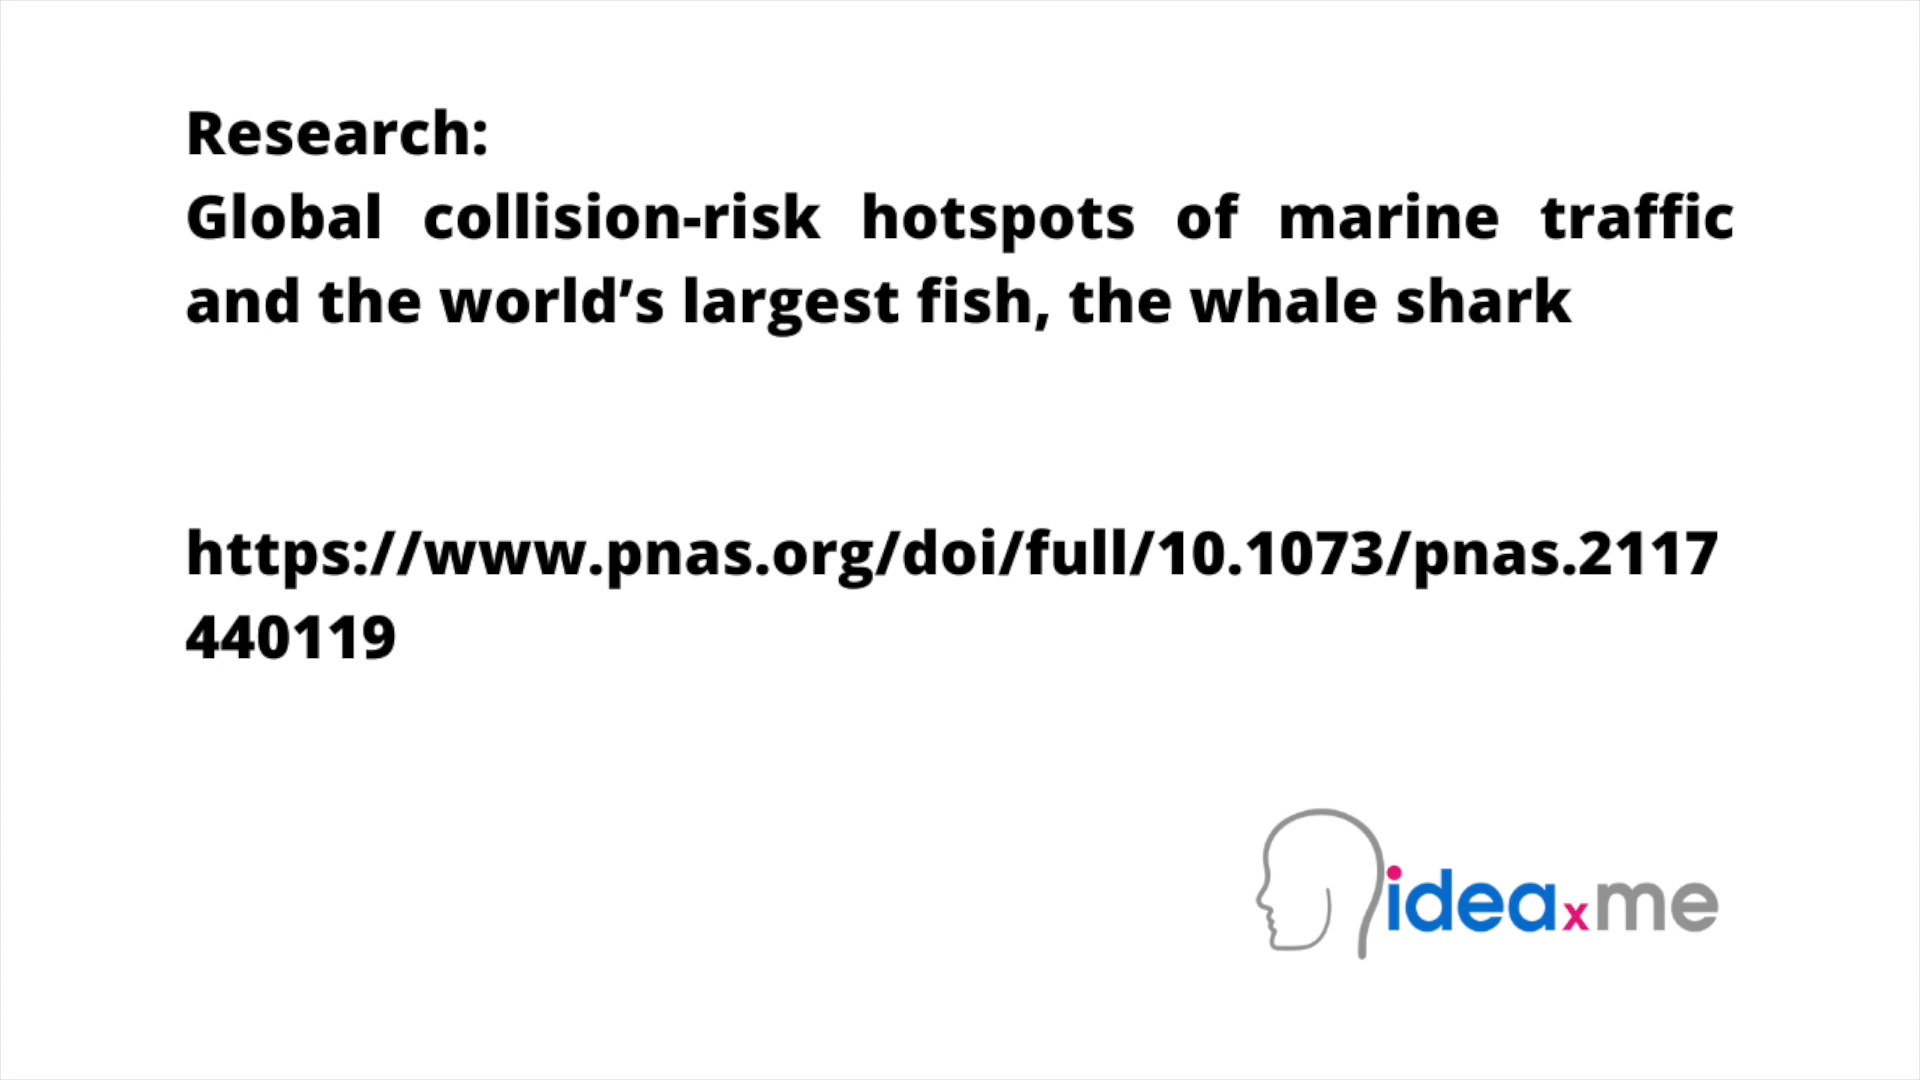 Research:
Global collision-risk hotspots of marine traffic
and the world’s largest fish, the whale shark
https://www.pnas.org/doi/full/10.1073/pnas.2117
440119
ideaxme